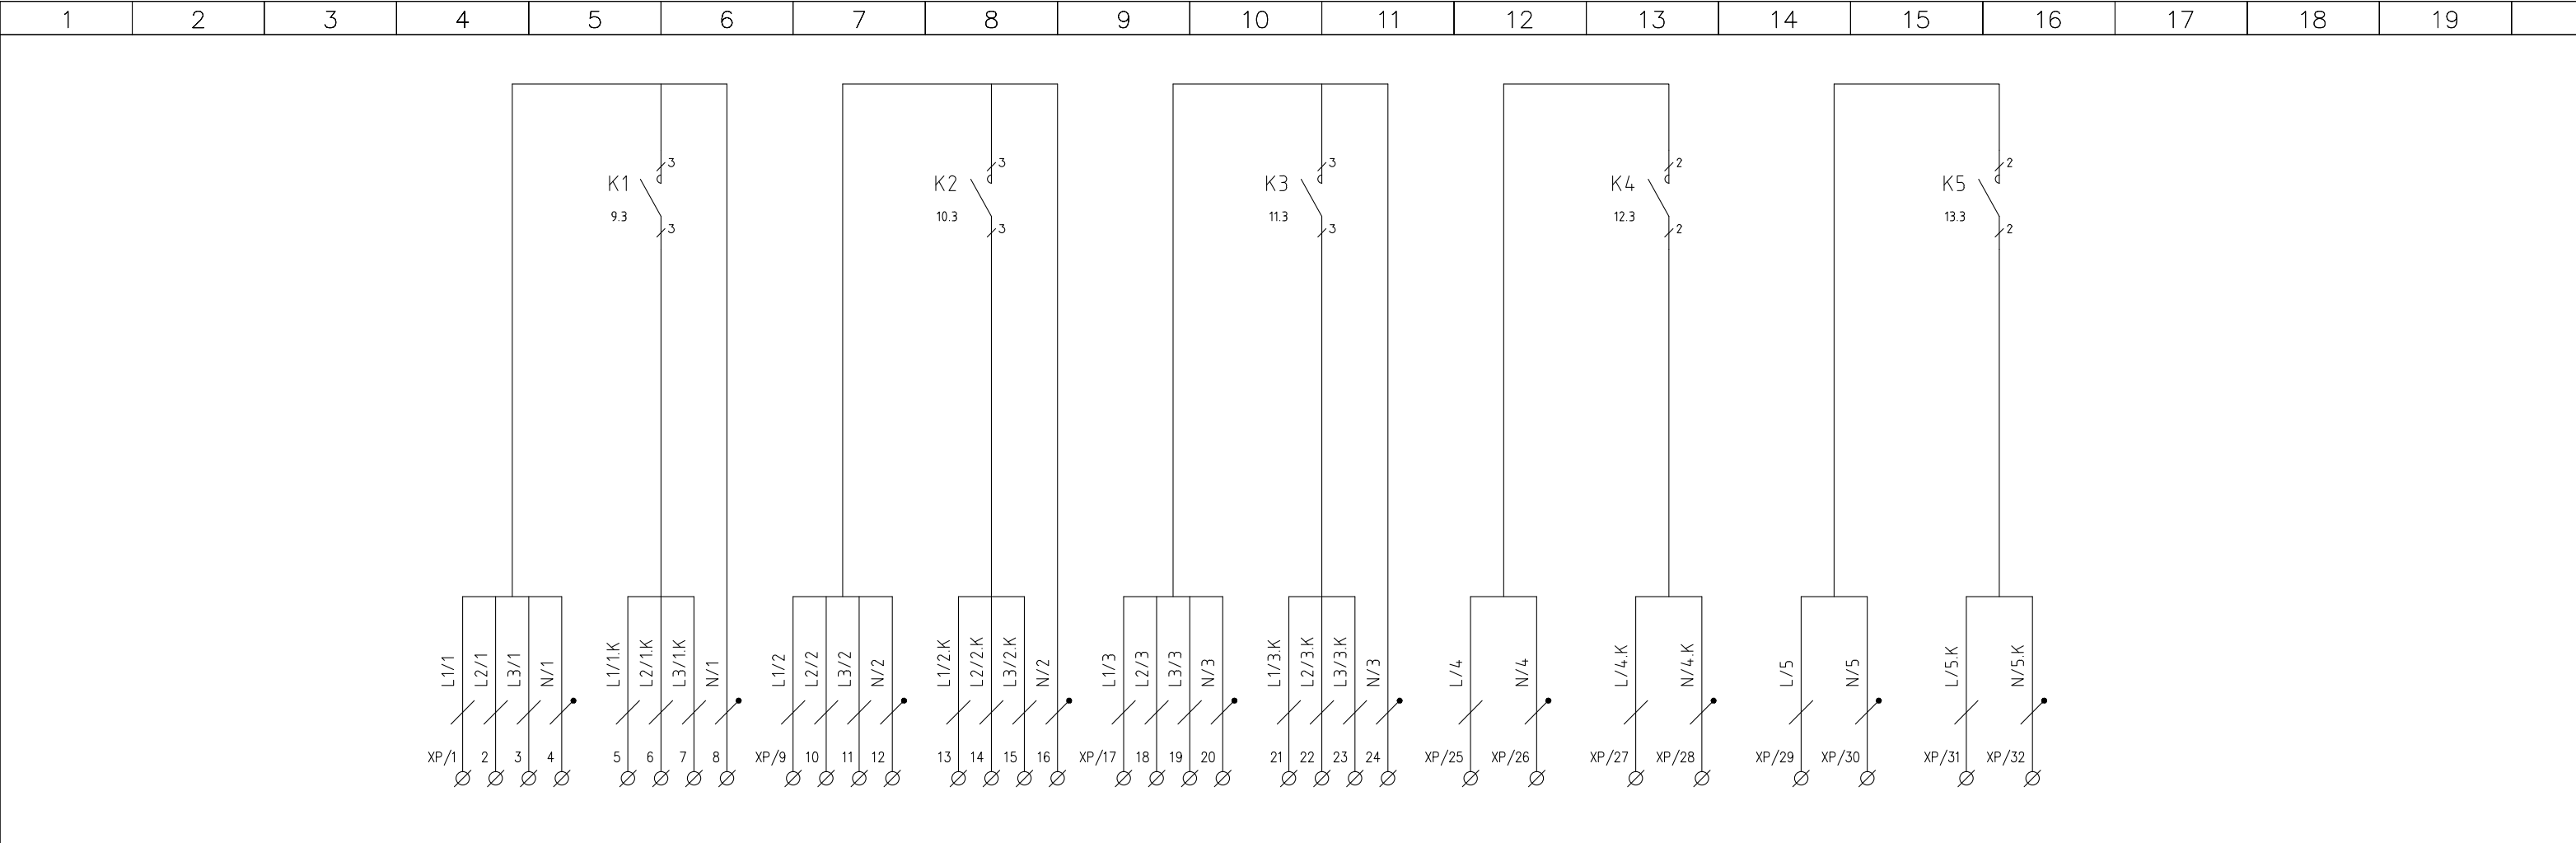 1 2 3 4 5 6 7 8 9 10 11 12 13 14 15 16 17 18 19
3 3 3 2 2
K1 K2 K3 K4 K5
9.3 10.3 11.3 12.3 13.3
3 3 3 2 2
L1/1 L2/1 L3/1 N/1 L1/1.K L2/1.K L3/1.K N/1 L1/2 L2/2 L3/2 N/2 L1/2.K L2/2.K L3/2.K N/2 L1/3 L2/3 L3/3 N/3 L1/3.K L2/3.K L3/3.K N/3 L/4 N/4 L/4.K N/4.K L/5 N/5 L/5.K N/5.K
XP/1 2 3 4 5 6 7 8 XP/9 10 11 12 13 14 15 16 XP/17 18 19 20 21 22 23 24 XP/25 XP/26 XP/27 XP/28 XP/29 XP/30 XP/31 XP/32